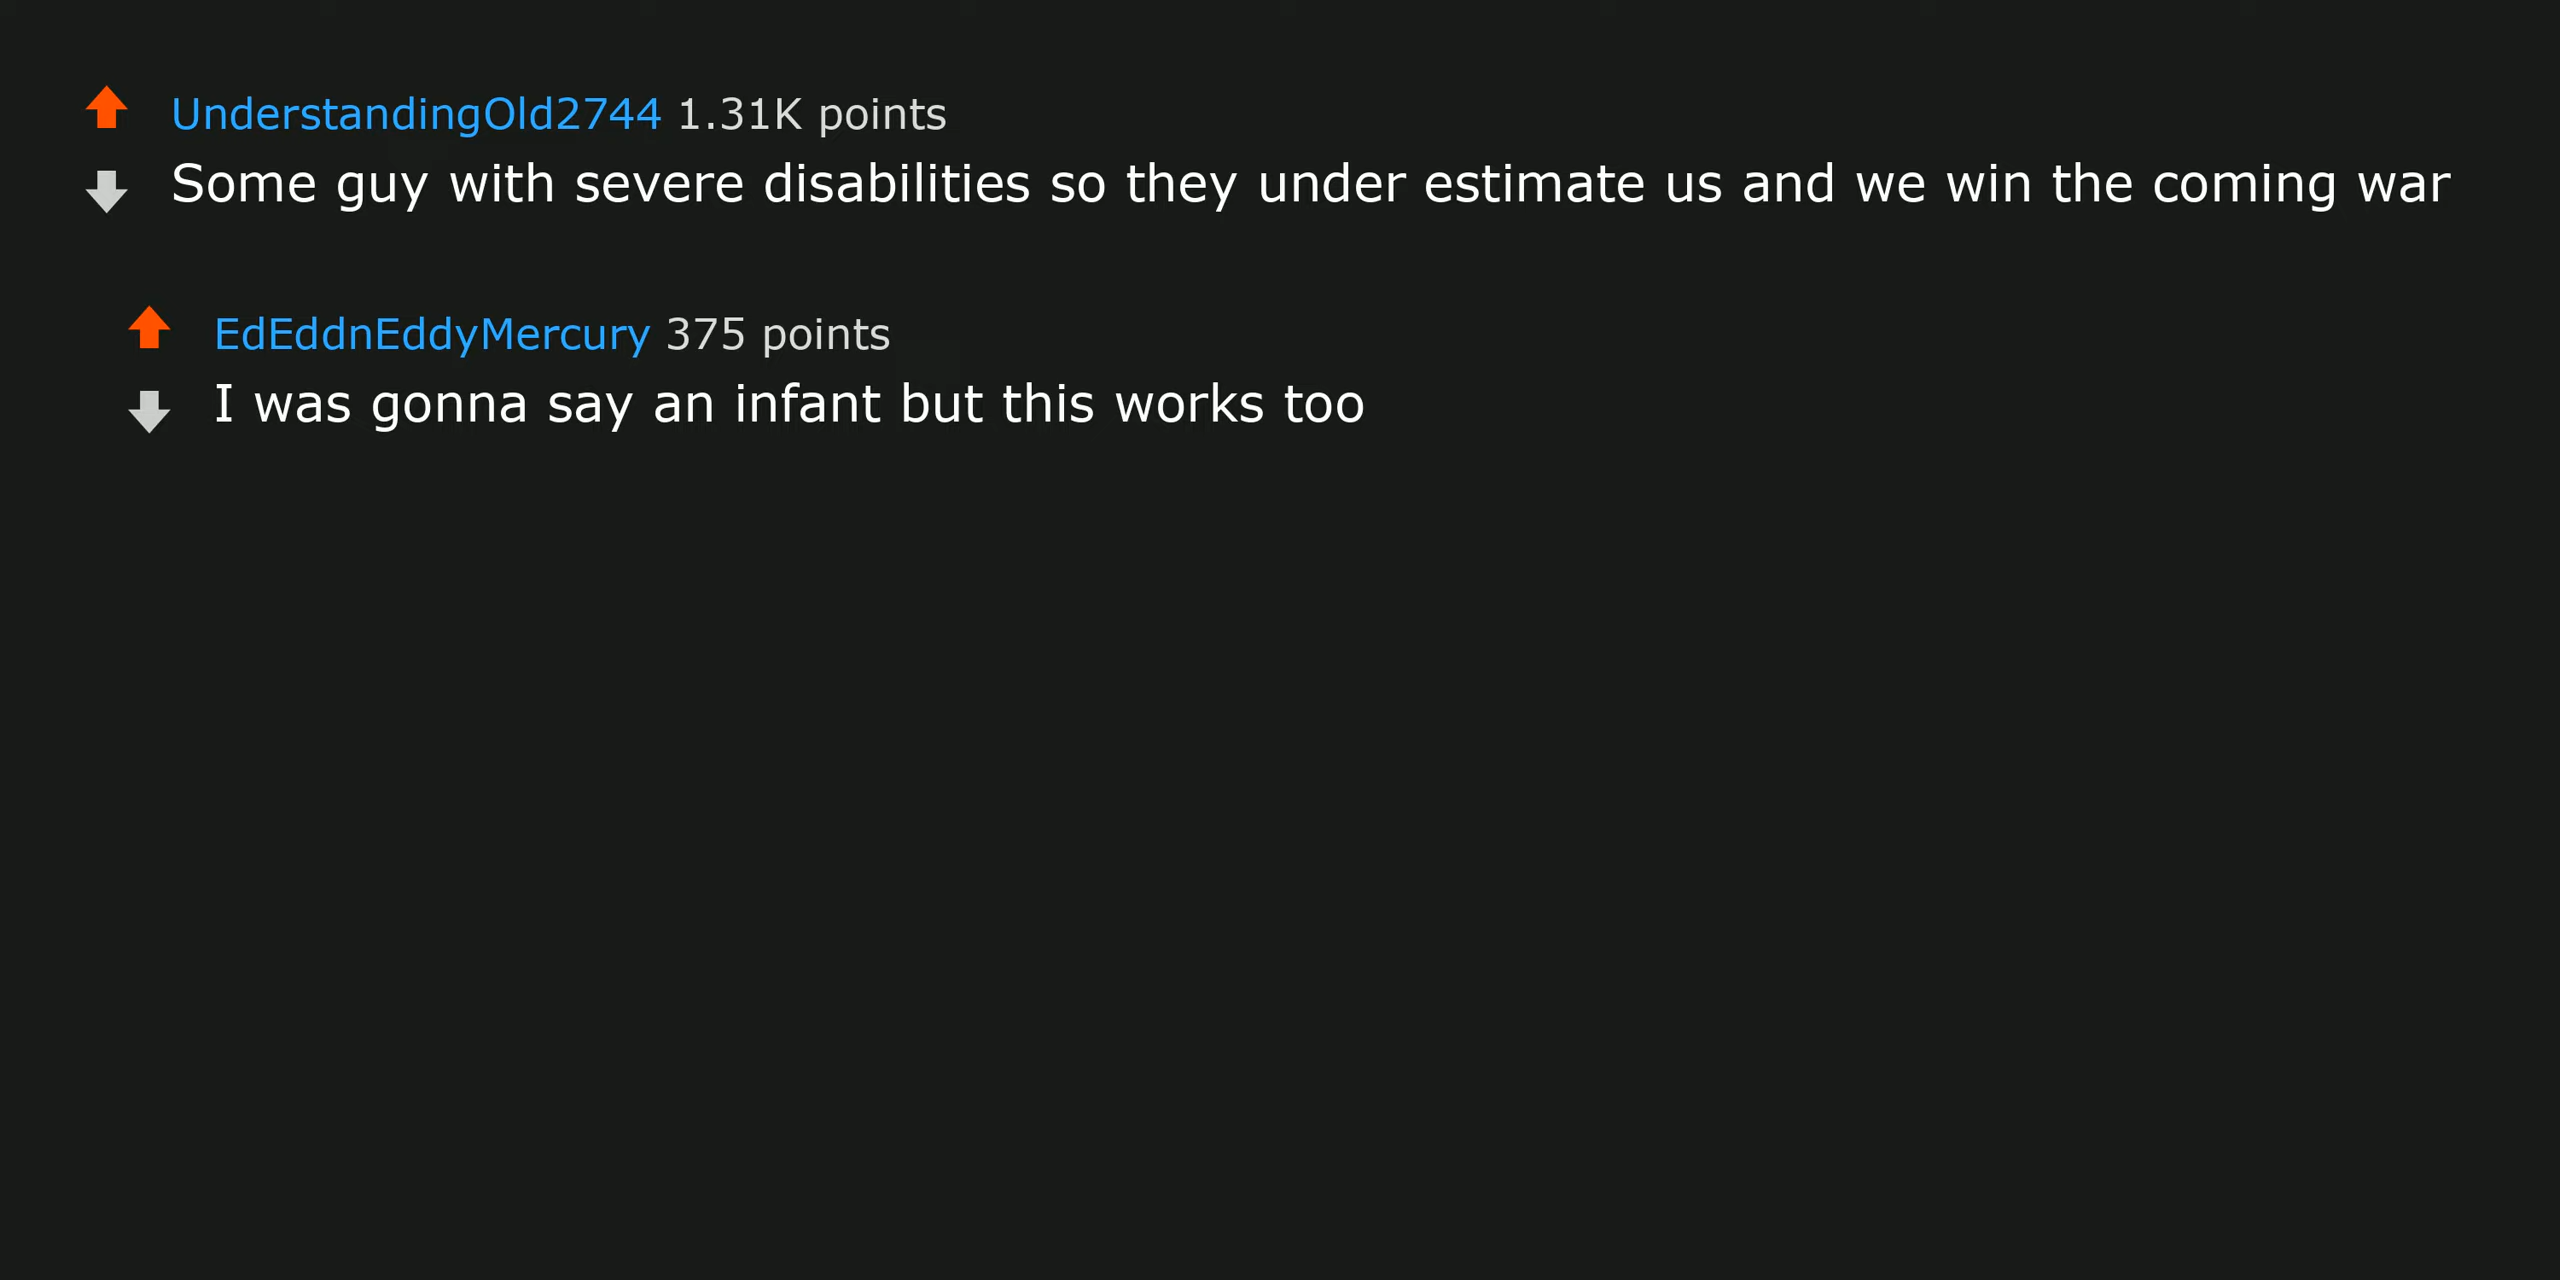 UnderstandingOld2744 1.31K points
Some guy with severe disabilities so they under estimate us and we win the coming war
EdEddnEddyMercury 375 points
I was gonna say an infant but this works too